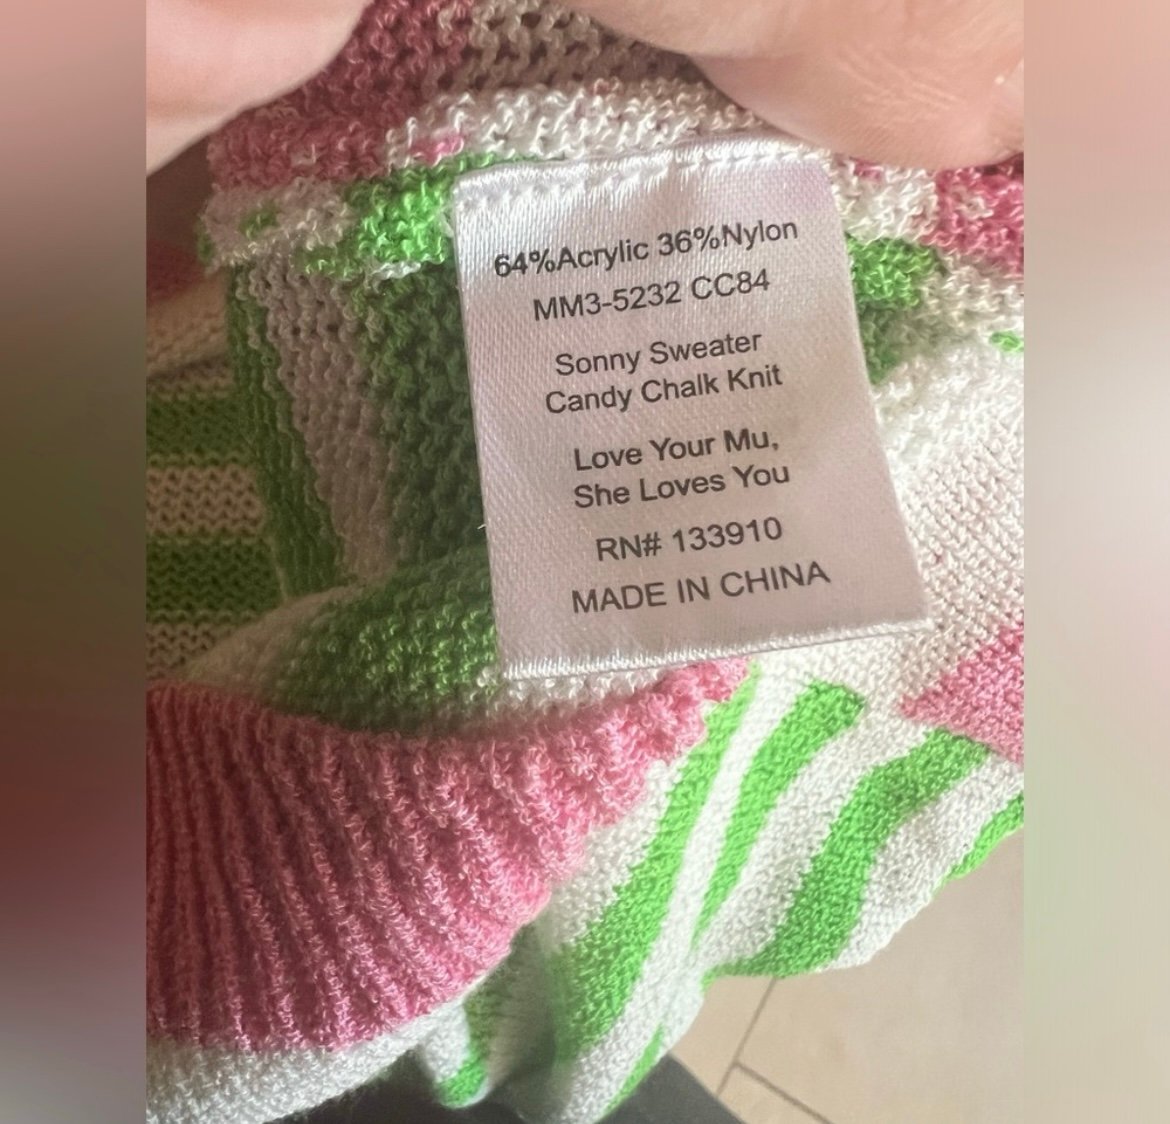 64%Acrylic 36%Nylon
MM3-5232 CC84
Sonny Sweater
Candy Chalk Knit
Love Your Mu,
She Loves You
RN# 133910
MADE IN CHINA